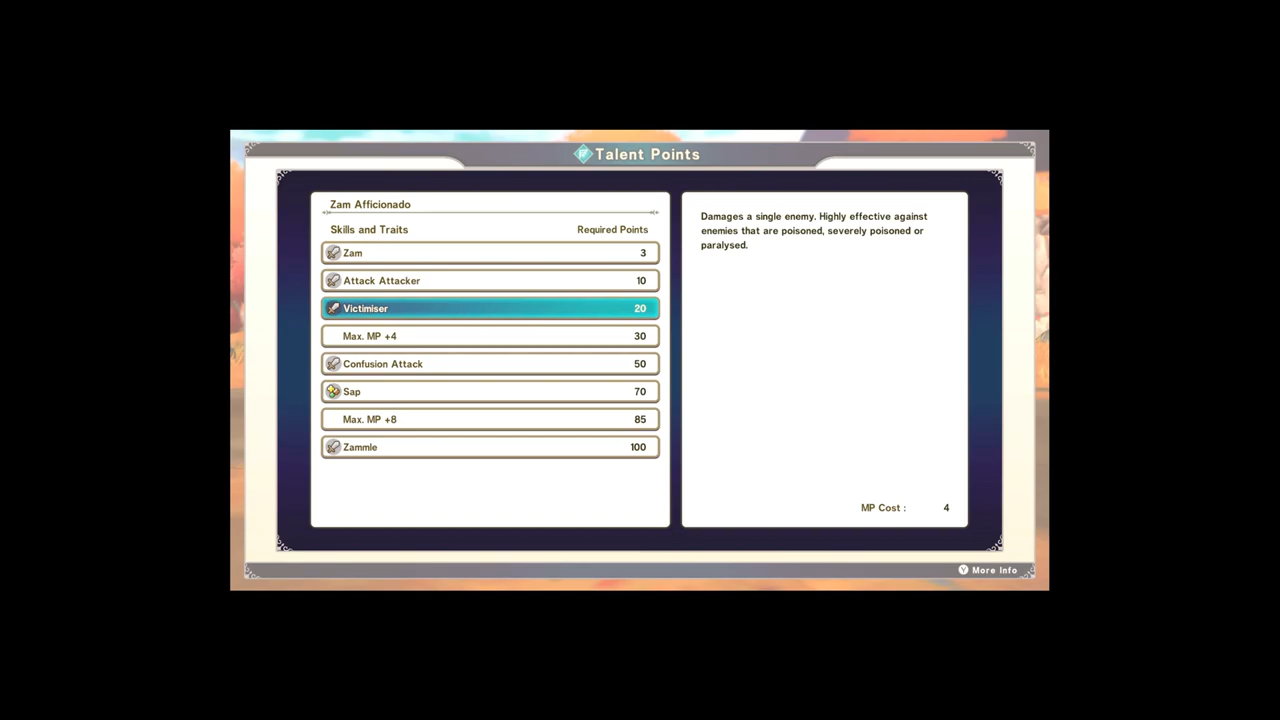 Talent Points
Zam Afficionado
Skills and Traits Required Points
Zam 3
Attack Attacker 10
Victimiser 20
Max. MP +4 30
Confusion Attack 50
Sap 70
Max. MP +8 85
Zammle 100
Damages a single enemy. Highly effective against
enemies that are poisoned, severely poisoned or
paralysed.
MP Cost : 4
Y More Info